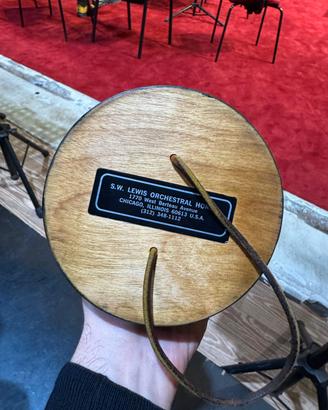 S.W. LEWIS ORCHESTRAL
1770 West Berteau Avenue
CHICAGO, ILLINOIS 60613 U.S.A.
(312) 348-1112